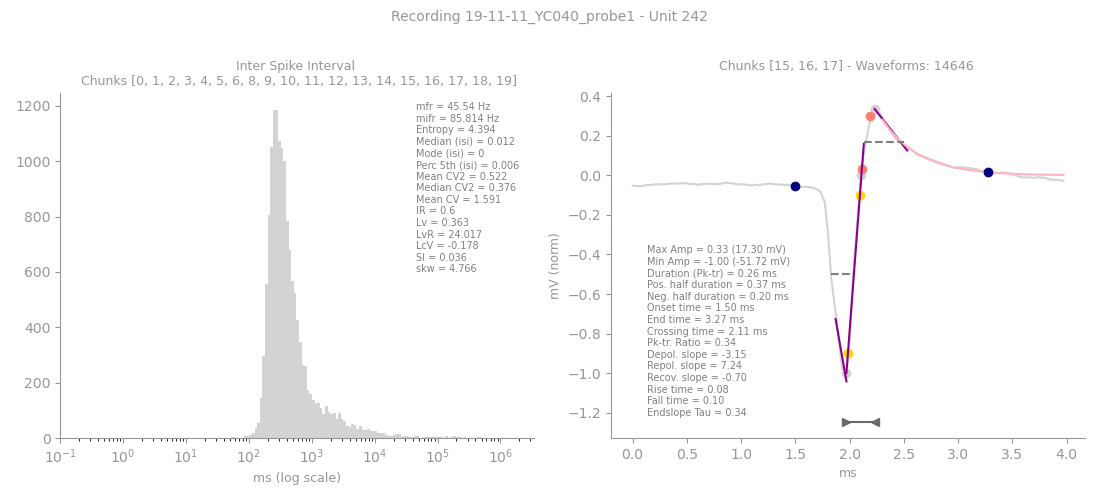 Recording 19-11-11_YC040_probe1 - Unit 242
Inter Spike Interval
Chunks [0, 1, 2, 3, 4, 5, 6, 8, 9, 10, 11, 12, 13, 14, 15, 16, 17, 18, 19]
1200
1000
800
600
400
200
0
mfr = 45.54 Hz
mifr = 85.814 Hz
Entropy = 4.394
Median (isi) = 0.012
Mode (isi) = 0
Perc 5th (isi) = 0.006
Mean CV2 = 0.522
Median CV2 = 0.376
Mean CV = 1.591
IR = 0.6
Lv = 0.363
LvR = 24.017
LcV = -0.178
SI = 0.036
skw = 4.766
10⁻¹ 10⁰ 10¹ 10² 10³ 10⁴ 10⁵ 10⁶
ms (log scale)
Chunks [15, 16, 17] - Waveforms: 14646
mV (norm)
0.4
0.2
0.0
−0.2
−0.4
−0.6
−0.8
−1.0
−1.2
Max Amp = 0.33 (17.30 mV)
Min Amp = -1.00 (-51.72 mV)
Duration (Pk-tr) = 0.26 ms
Pos. half duration = 0.37 ms
Neg. half duration = 0.20 ms
Onset time = 1.50 ms
End time = 3.27 ms
Crossing time = 2.11 ms
Pk-tr. Ratio = 0.34
Depol. slope = -3.15
Repol. slope = 7.24
Recov. slope = -0.70
Rise time = 0.08
Fall time = 0.10
Endslope Tau = 0.34
0.0 0.5 1.0 1.5 2.0 2.5 3.0 3.5 4.0
ms